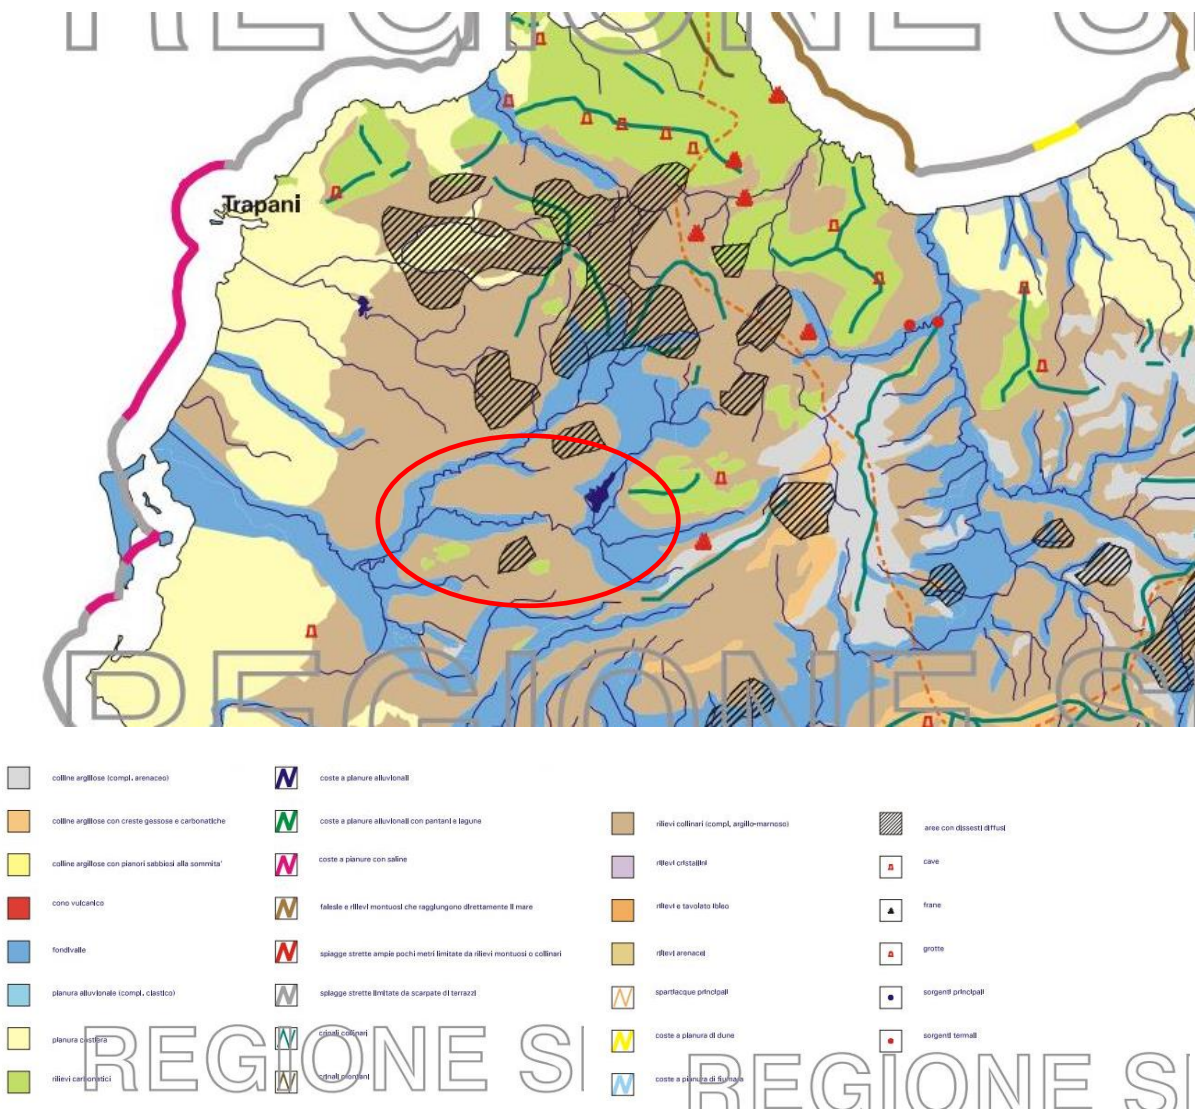 REGIONE S
Trapani
REGIONE S
colline argillose (compl. arenaceo)
colline argillose con creste gessose e carbonatiche
colline argillose con pianori sabbiosi alla sommita'
cono vulcanico
fondivalle
pianura alluvionale (compl. clastico)
pianura costiera
rilievi carbonatici
coste a pianure alluvionali
coste a pianure alluvionali con pantani e lagune
coste a pianure con saline
falesie e rilievi montuosi che raggiungono direttamente il mare
spiagge strette ampie pochi metri limitate da rilievi montuosi o collinari
spiagge strette limitate da scarpate di terrazzi
crinali collinari
crinali montani
rilievi collinari (compl. argillo-marnoso)
rilievi cristallini
rilievi e tavolato ibleo
rilievi arenacei
spartiacque principali
coste a pianura di dune
coste a pianura di fiumara
aree con dissesti diffusi
cave
frane
grotte
sorgenti principali
sorgenti termali
REGIONE SI
REGIONE SI